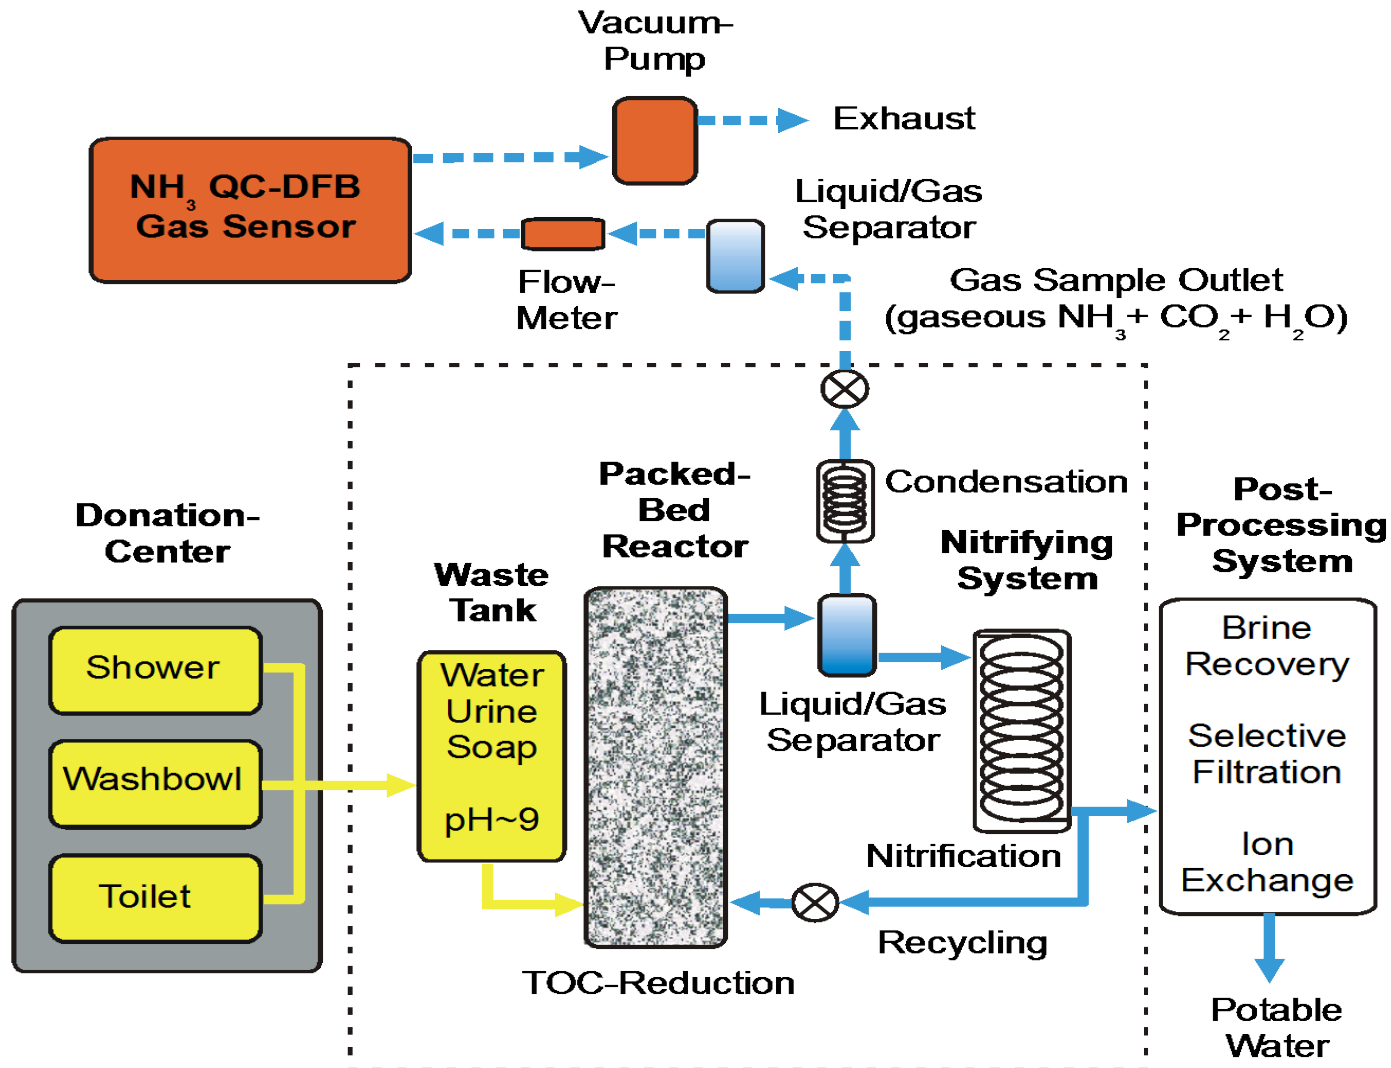 Vacuum-
Pump
Exhaust
NH₃ QC-DFB
Gas Sensor
Liquid/Gas
Separator
Flow-
Meter
Gas Sample Outlet
(gaseous NH₃+ CO₂+ H₂O)
Condensation
Packed-
Bed
Reactor
Nitrifying
System
Post-
Processing
System
Donation-
Center
Waste
Tank
Shower
Washbowl
Toilet
Water
Urine
Soap
pH~9
Liquid/Gas
Separator
Brine
Recovery
Selective
Filtration
Ion
Exchange
Nitrification
Recycling
TOC-Reduction
Potable
Water